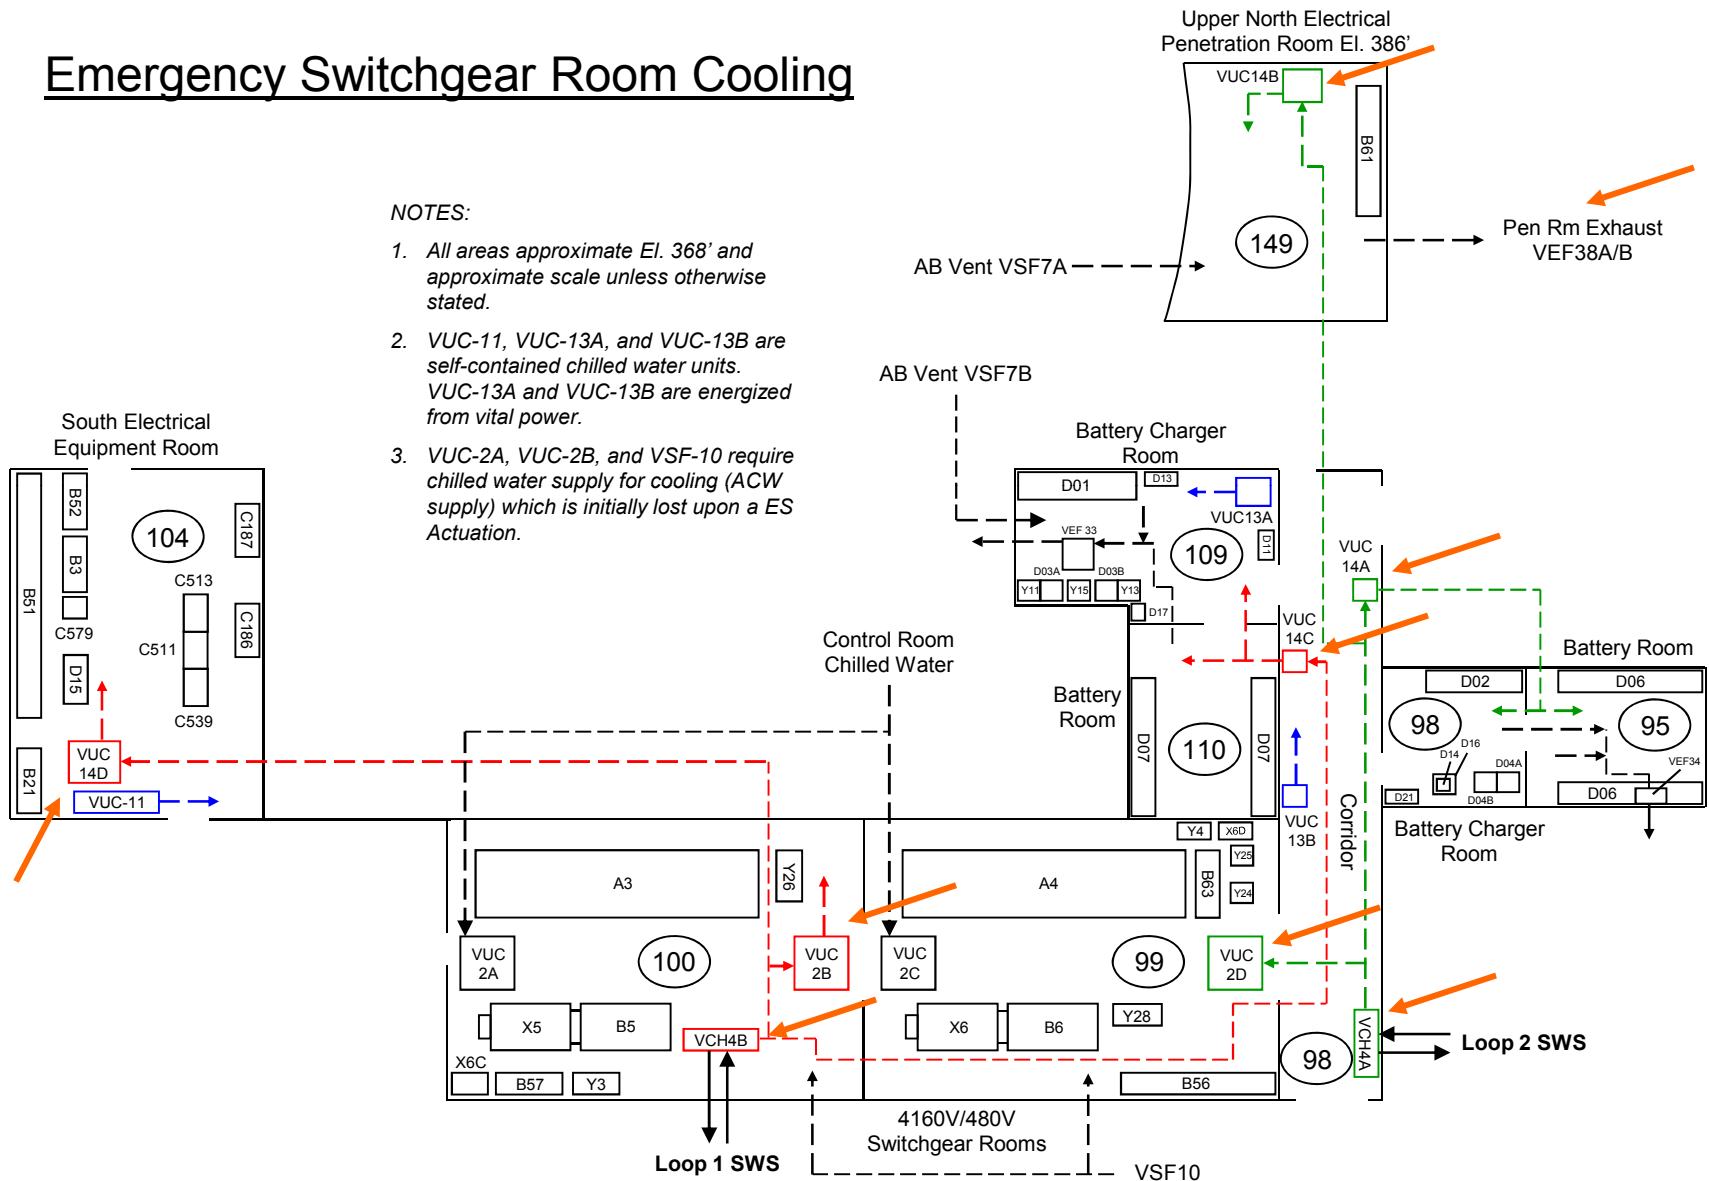 Emergency Switchgear Room Cooling
Upper North Electrical
Penetration Room El. 386’
VUC14B
B61
149
Pen Rm Exhaust
VEF38A/B
AB Vent VSF7A
NOTES:
1. All areas approximate El. 368’ and
approximate scale unless otherwise
stated.
2. VUC-11, VUC-13A, and VUC-13B are
self-contained chilled water units.
VUC-13A and VUC-13B are energized
from vital power.
3. VUC-2A, VUC-2B, and VSF-10 require
chilled water supply for cooling (ACW
supply) which is initially lost upon a ES
Actuation.
AB Vent VSF7B
South Electrical
Equipment Room
B51
B52
B3
C579
D15
B21
104
C187
C513
C511
C186
C539
VUC
14D
VUC-11
Battery Charger
Room
D01
D13
VUC13A
VEF 33
109
D11
D03A
D03B
Y11
Y15
Y13
D17
VUC
14A
VUC
14C
Control Room
Chilled Water
Battery
Room
D07
110
D07
VUC
13B
Corridor
Battery Room
D02
D06
98
95
D14
D16
D04A
D04B
D21
VEF34
D06
Battery Charger
Room
A3
Y26
A4
Y4
X6D
B63
Y25
Y24
VUC
2A
100
VUC
2B
VUC
2C
99
VUC
2D
X5
B5
VCH4B
X6
B6
Y28
98
VCH4A
Loop 2 SWS
X6C
B57
Y3
B56
4160V/480V
Switchgear Rooms
Loop 1 SWS
VSF10